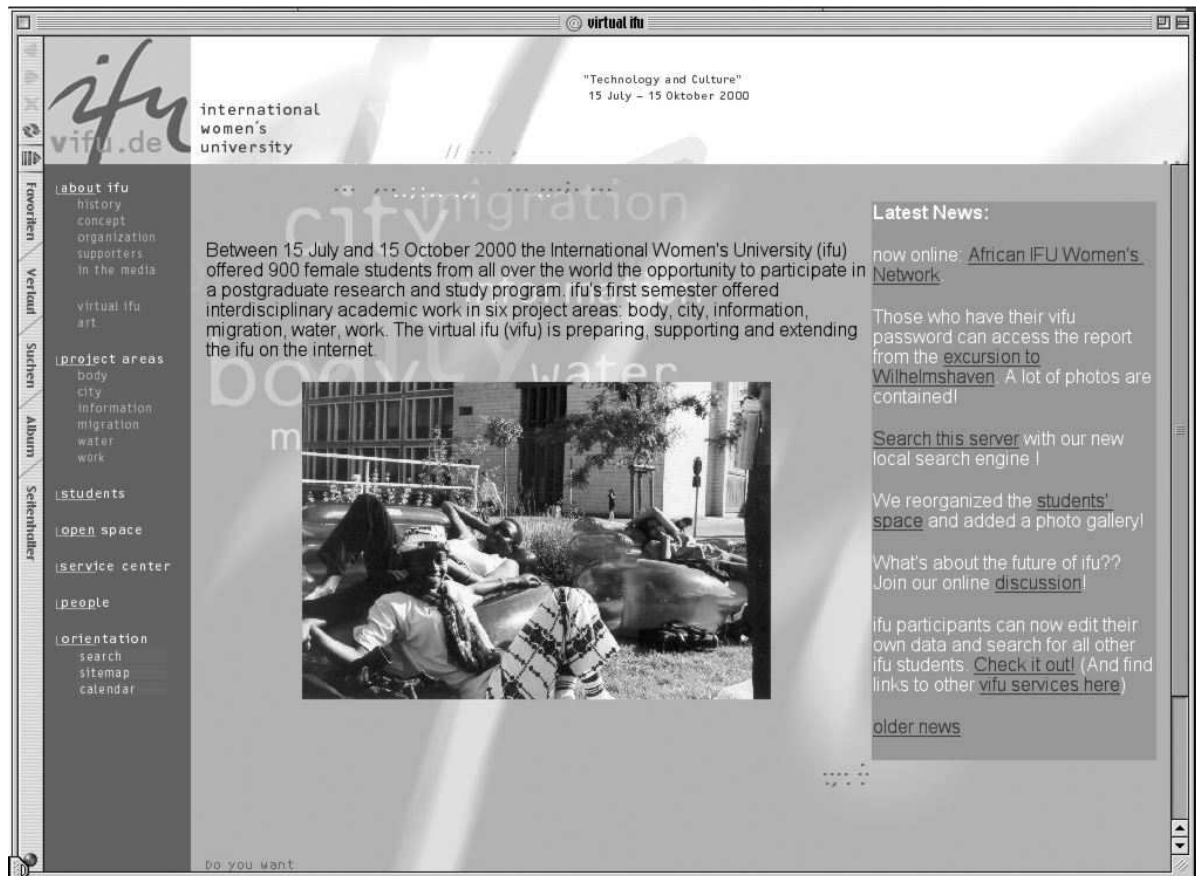 virtual ifu
ifu
vifu.de
international
women's
university
"Technology and Culture"
15 July – 15 Oktober 2000
Favoriten
Verlauf
Suchen
Album
Seitenhalter
about ifu
history
concept
organization
supporters
in the media
virtual ifu
art
project areas
body
city
information
migration
water
work
students
open space
service center
people
orientation
search
sitemap
calendar
city
migration
information
body
water
Between 15 July and 15 October 2000 the International Women's University (ifu)
offered 900 female students from all over the world the opportunity to participate in
a postgraduate research and study program. ifu's first semester offered
interdisciplinary academic work in six project areas: body, city, information,
migration, water, work. The virtual ifu (vifu) is preparing, supporting and extending
the ifu on the internet.
Do you want
Latest News:
now online: African IFU Women's
Network.
Those who have their vifu
password can access the report
from the excursion to
Wilhelmshaven. A lot of photos are
contained!
Search this server with our new
local search engine !
We reorganized the students'
space and added a photo gallery!
What's about the future of ifu??
Join our online discussion!
ifu participants can now edit their
own data and search for all other
ifu students. Check it out! (And find
links to other vifu services here)
older news